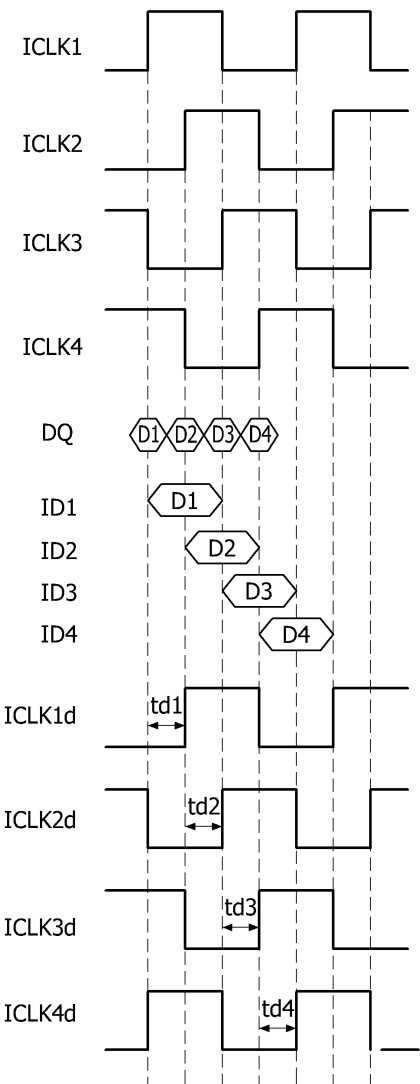 ICLK1
ICLK2
ICLK3
ICLK4
DQ D1 D2 D3 D4
ID1 D1
ID2 D2
ID3 D3
ID4 D4
td1
ICLK1d
td2
ICLK2d
td3
ICLK3d
td4
ICLK4d